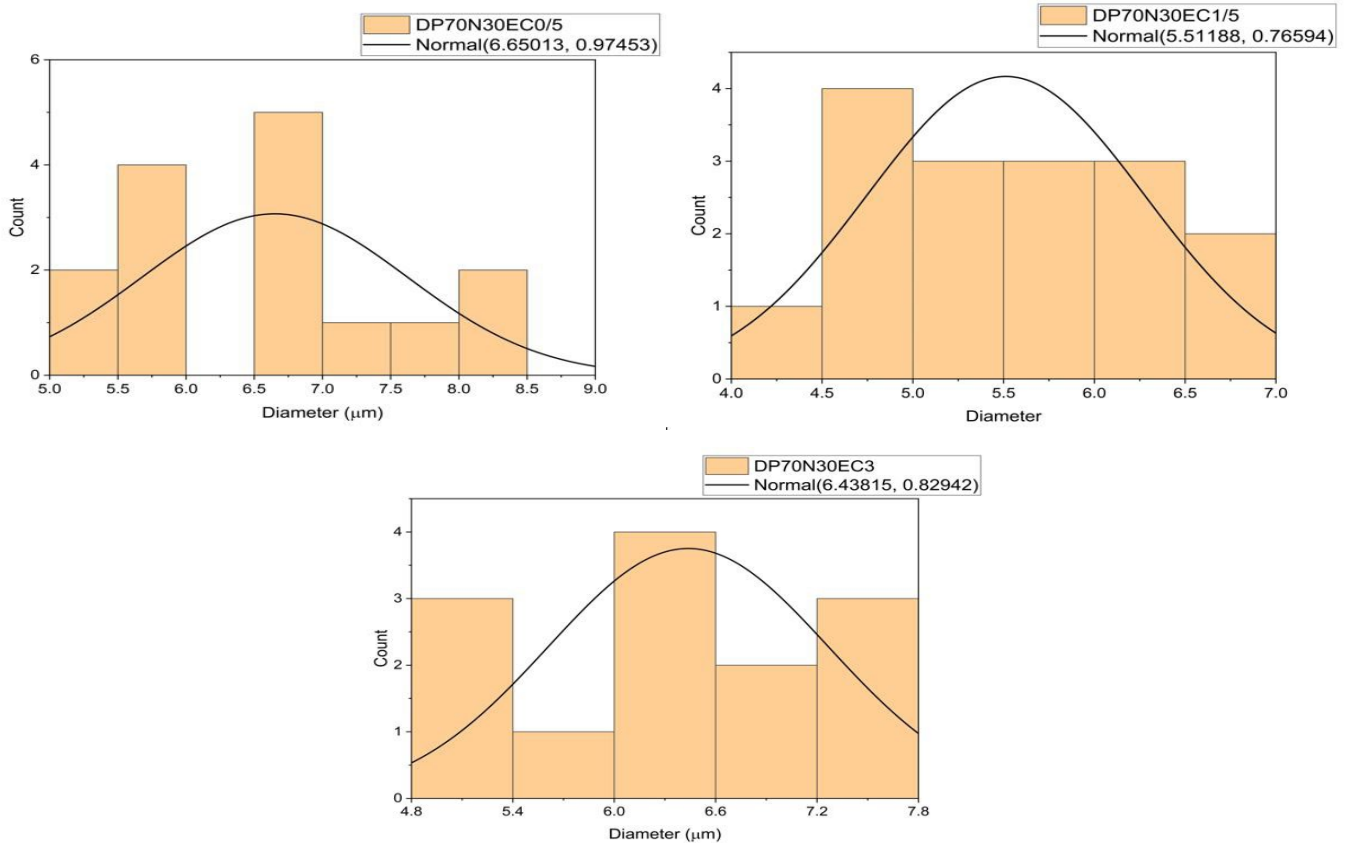 DP70N30EC0/5
Normal(6.65013, 0.97453)
6
4
2
0
Count
5.0 5.5 6.0 6.5 7.0 7.5 8.0 8.5 9.0
Diameter (μm)
DP70N30EC1/5
Normal(5.51188, 0.76594)
4
3
2
1
0
Count
4.0 4.5 5.0 5.5 6.0 6.5 7.0
Diameter
DP70N30EC3
Normal(6.43815, 0.82942)
4
3
2
1
0
Count
4.8 5.4 6.0 6.6 7.2 7.8
Diameter (μm)